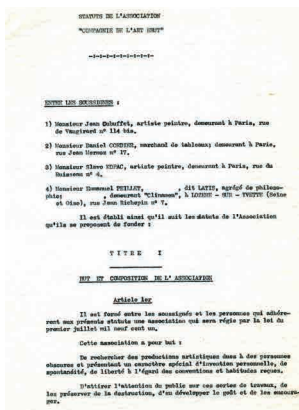 STATUTS DE L'ASSOCIATION
"COMPAGNIE DE L'ART BRUT"
-=-=-=-=-=-=-=-=-
ENTRE LES SOUSSIGNES :
1) Monsieur Jean Dubuffet, artiste peintre, demeurant à Paris, rue
de Vaugirard n° 114 bis.
2) Monsieur Daniel CORDIER, marchand de tableaux, demeurant à Paris,
rue Jean Mermoz n° 17.
3) Monsieur Slavo KOPAC, artiste peintre, demeurant à Paris, rue du
Buisson n° 4.
4) Monsieur Emmanuel PEILLET, , dit LATIS, agrégé de philoso-
phie; , demeurant "Clinamen", à LOZERE - SUR - YVETTE (Seine
et Oise), rue Jean Richepin n° 7.
Il est établi ainsi qu'il suit les statuts de l'Association
qu'ils se proposent de fonder :
T I T R E I
BUT ET COMPOSITION DE L'ASSOCIATION
Article 1er
Il est formé entre les soussignés et les personnes qui adhére-
ront aux présents statuts une association qui sera régie par la loi du
premier juillet mil neuf cent un.
Cette association a pour but :
De rechercher des productions artistiques dues à des personnes
obscures et présentant un caractère spécial d'invention personnelle, de
spontanéité, de liberté à l'égard des conventions et habitudes reçues.
D'attirer l'attention du public sur ces sortes de travaux, de
les préserver de la destruction, d'en développer le goût et de les encoura-
ger.